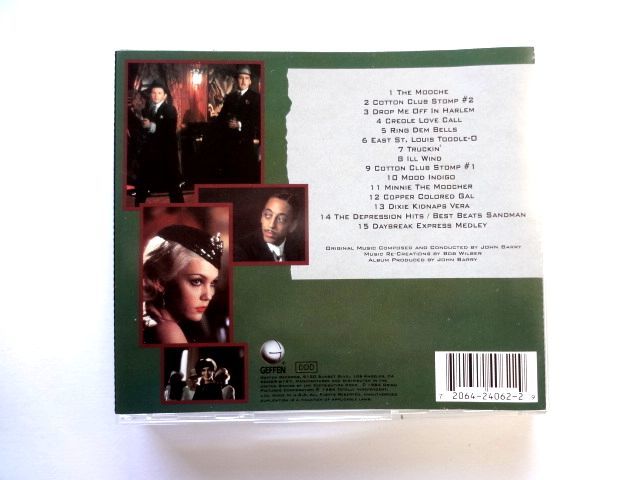 1 The Mooche
2 Cotton Club Stomp #2
3 Drop Me Off In Harlem
4 Creole Love Call
5 Ring Dem Bells
6 East St. Louis Toodle-O
7 Truckin'
8 Ill Wind
9 Cotton Club Stomp #1
10 Mood Indigo
11 Minnie The Moocher
12 Copper Colored Gal
13 Dixie Kidnaps Vera
14 The Depression Hits / Best Beats Sandman
15 Daybreak Express Medley
Original Music Composed and Conducted by John Barry
Music Re-Creations by Bob Wilber
Album Produced by John Barry
GEFFEN
DDD
7 2064-24062-2 9